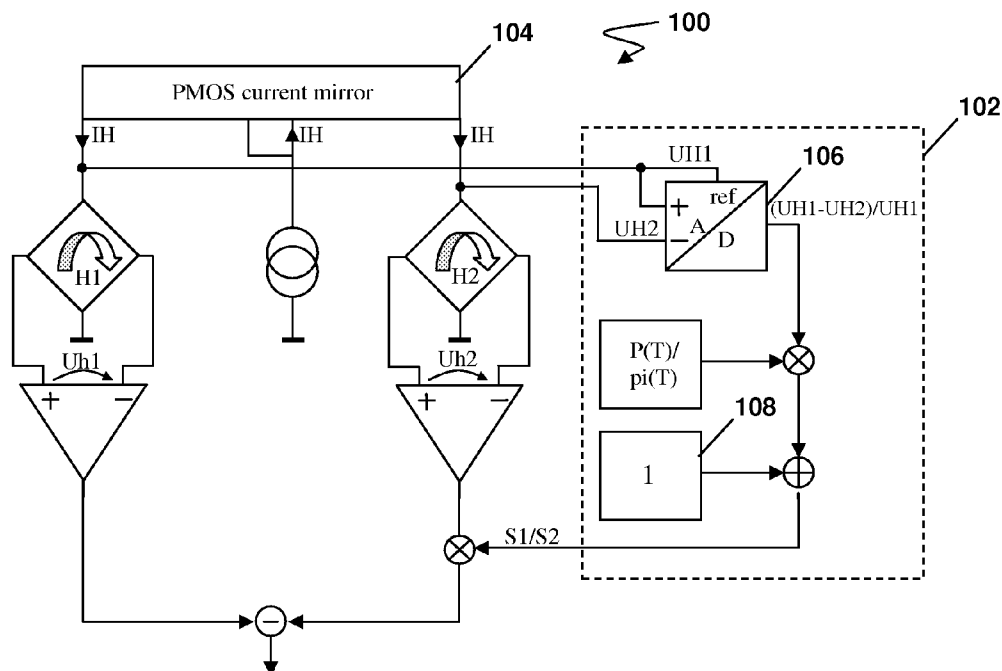 100
104
PMOS current mirror
102
IH
IH
IH
UH1
106
ref
+
(UH1-UH2)/UH1
UH2
A
−
D
H1
H2
Uh1
Uh2
P(T)/
pi(T)
+
−
+
−
108
1
S1/S2
−